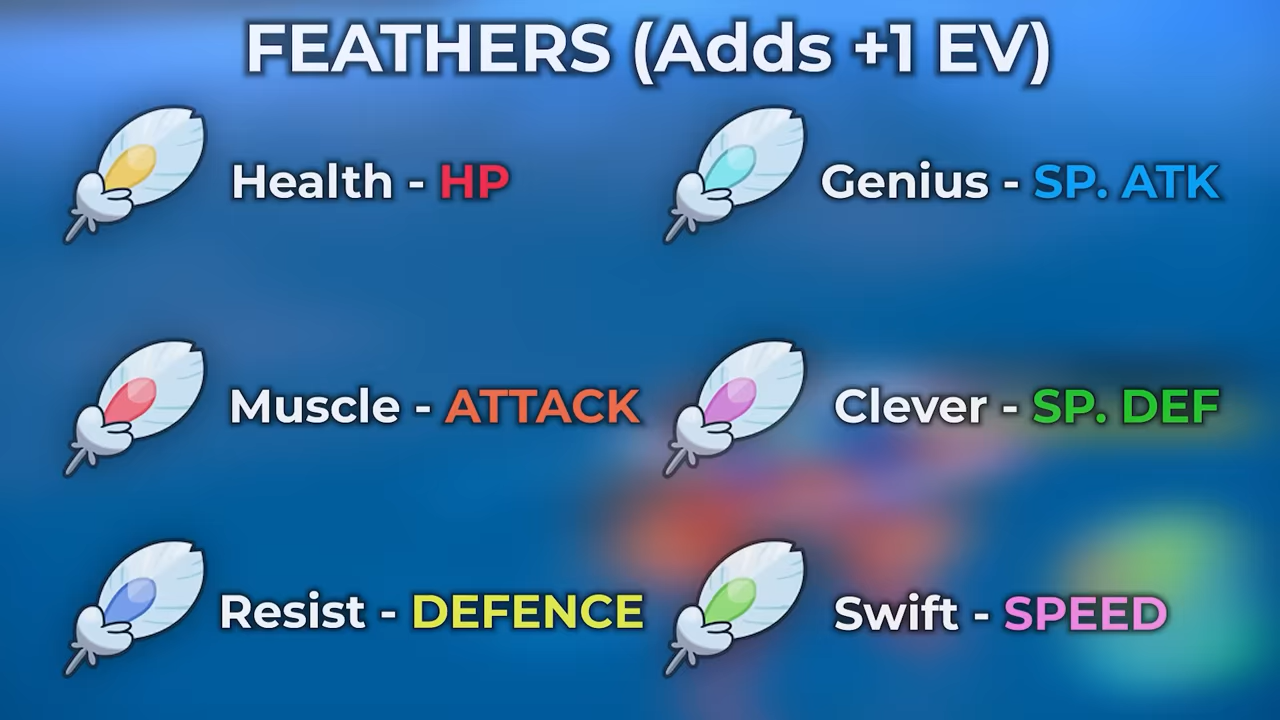 FEATHERS (Adds +1 EV)
Health - HP
Genius - SP. ATK
Muscle - ATTACK
Clever - SP. DEF
Resist - DEFENCE
Swift - SPEED